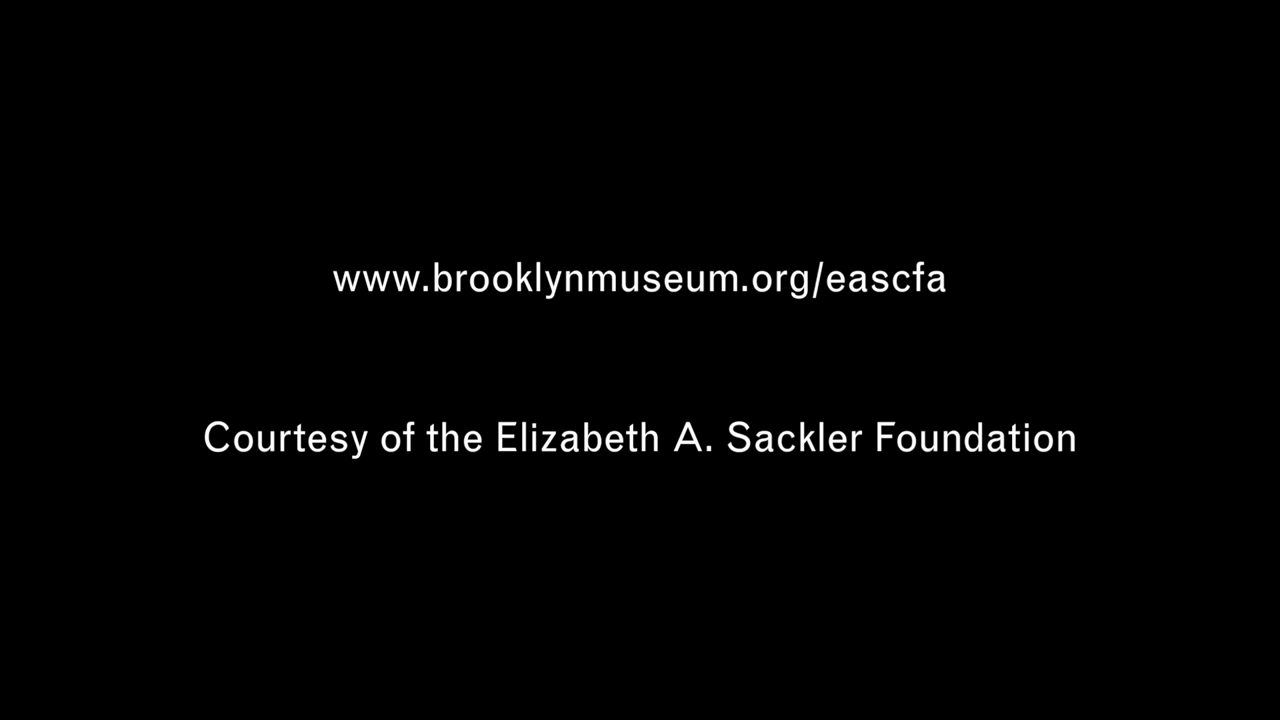 www.brooklynmuseum.org/eascfa
Courtesy of the Elizabeth A. Sackler Foundation